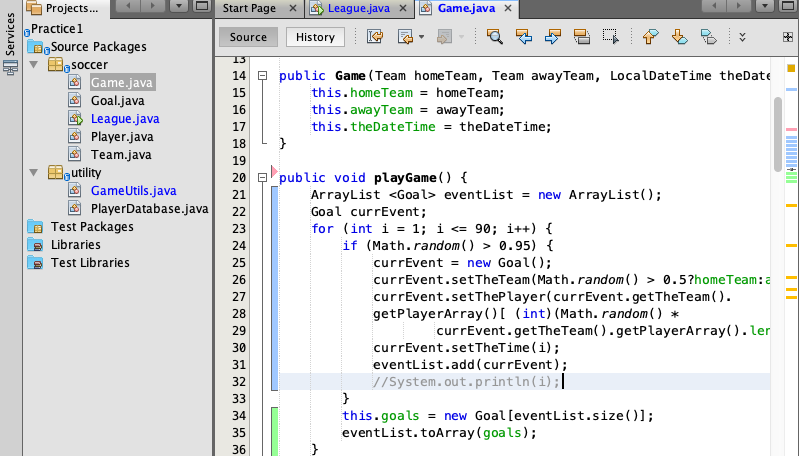 Services
Projects...
Practice1
Source Packages
soccer
Game.java
Goal.java
League.java
Player.java
Team.java
utility
GameUtils.java
PlayerDatabase.java
Test Packages
Libraries
Test Libraries
Start Page
League.java
Game.java
Source
History
13
14 public Game(Team homeTeam, Team awayTeam, LocalDateTime theDate
15 this.homeTeam = homeTeam;
16 this.awayTeam = awayTeam;
17 this.theDateTime = theDateTime;
18 }
19
20 public void playGame() {
21 ArrayList <Goal> eventList = new ArrayList();
22 Goal currEvent;
23 for (int i = 1; i <= 90; i++) {
24 if (Math.random() > 0.95) {
25 currEvent = new Goal();
26 currEvent.setTheTeam(Math.random() > 0.5?homeTeam:a
27 currEvent.setThePlayer(currEvent.getTheTeam().
28 getPlayerArray()[ (int)(Math.random() *
29 currEvent.getTheTeam().getPlayerArray().len
30 currEvent.setTheTime(i);
31 eventList.add(currEvent);
32 //System.out.println(i);
33 }
34 this.goals = new Goal[eventList.size()];
35 eventList.toArray(goals);
36 }